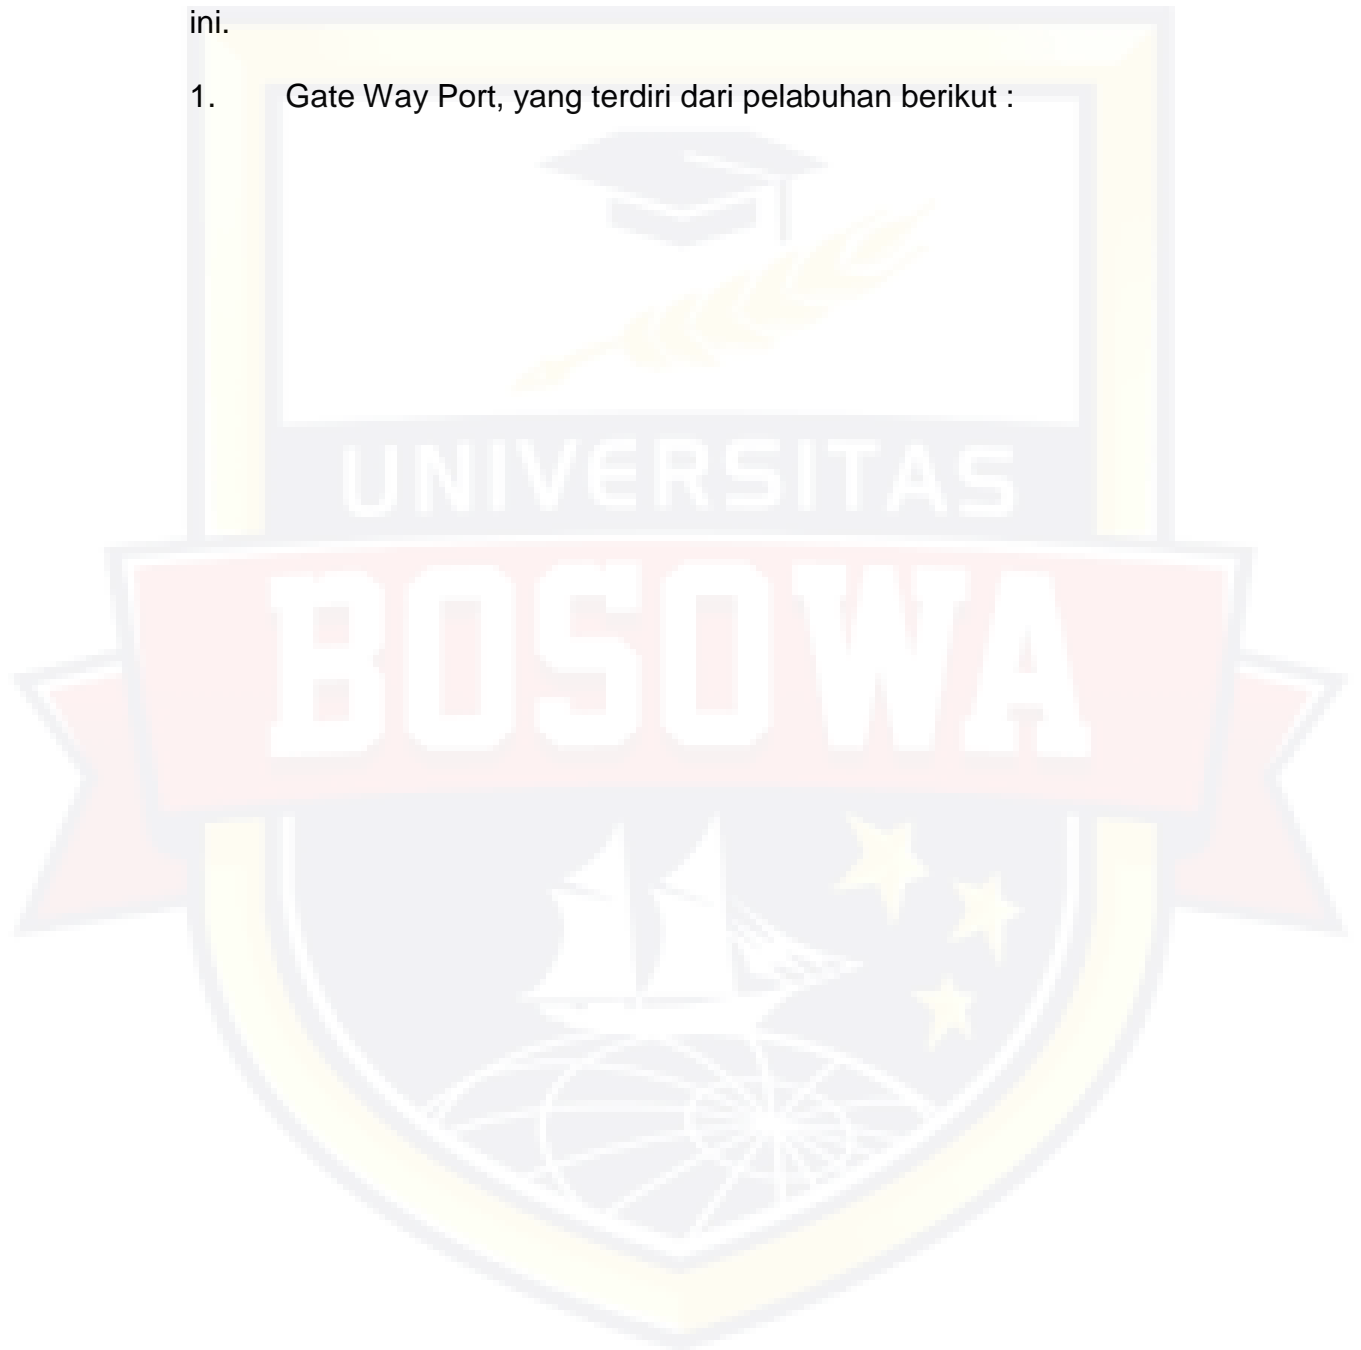 ini.
1. Gate Way Port, yang terdiri dari pelabuhan berikut :
UNIVERSITAS
BOSOWA